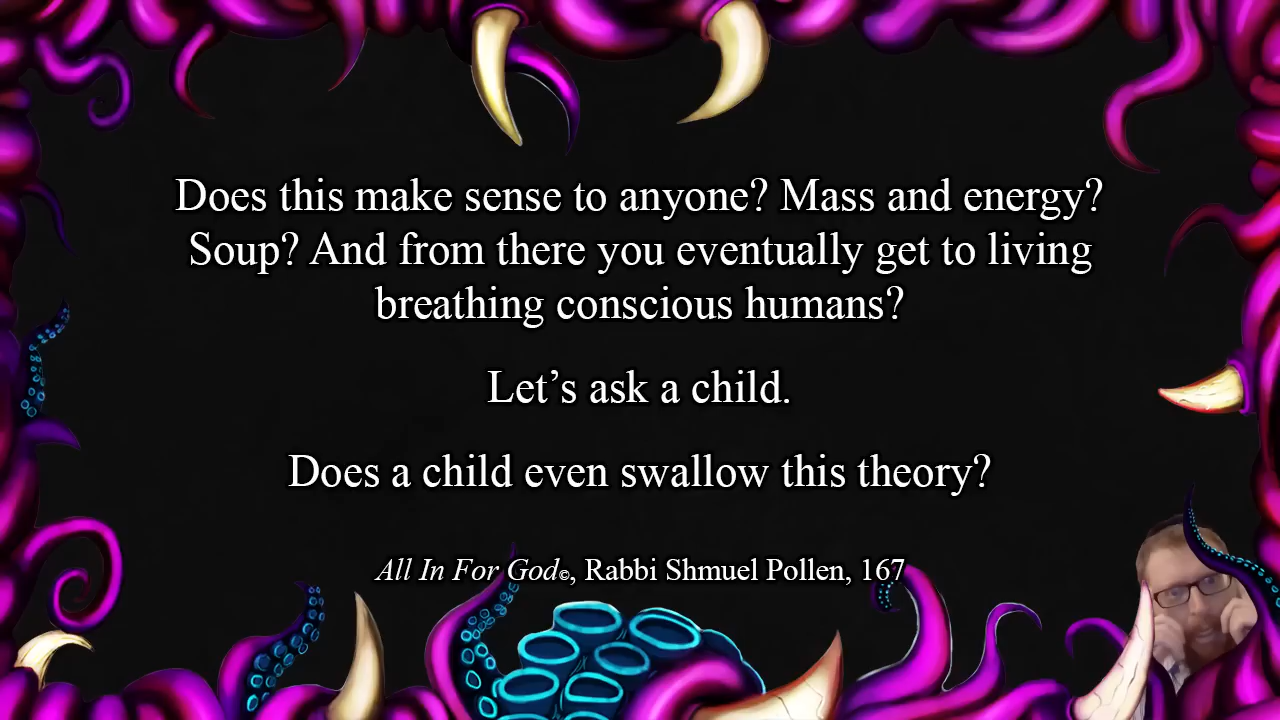 Does this make sense to anyone? Mass and energy?
Soup? And from there you eventually get to living
breathing conscious humans?
Let’s ask a child.
Does a child even swallow this theory?
All In For God©, Rabbi Shmuel Pollen, 167